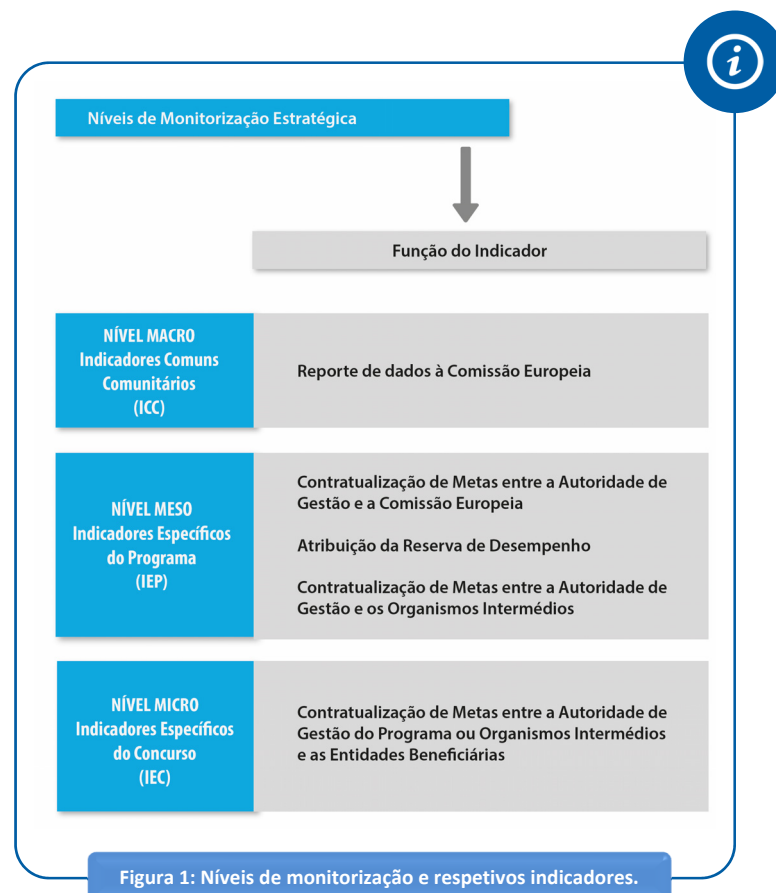 i
Níveis de Monitorização Estratégica
Função do Indicador
NÍVEL MACRO
Indicadores Comuns
Comunitários
(ICC)
Reporte de dados à Comissão Europeia
NÍVEL MESO
Indicadores Específicos
do Programa
(IEP)
Contratualização de Metas entre a Autoridade de
Gestão e a Comissão Europeia
Atribuição da Reserva de Desempenho
Contratualização de Metas entre a Autoridade de
Gestão e os Organismos Intermédios
NÍVEL MICRO
Indicadores Específicos
do Concurso
(IEC)
Contratualização de Metas entre a Autoridade de
Gestão do Programa ou Organismos Intermédios
e as Entidades Beneficiárias
Figura 1: Níveis de monitorização e respetivos indicadores.